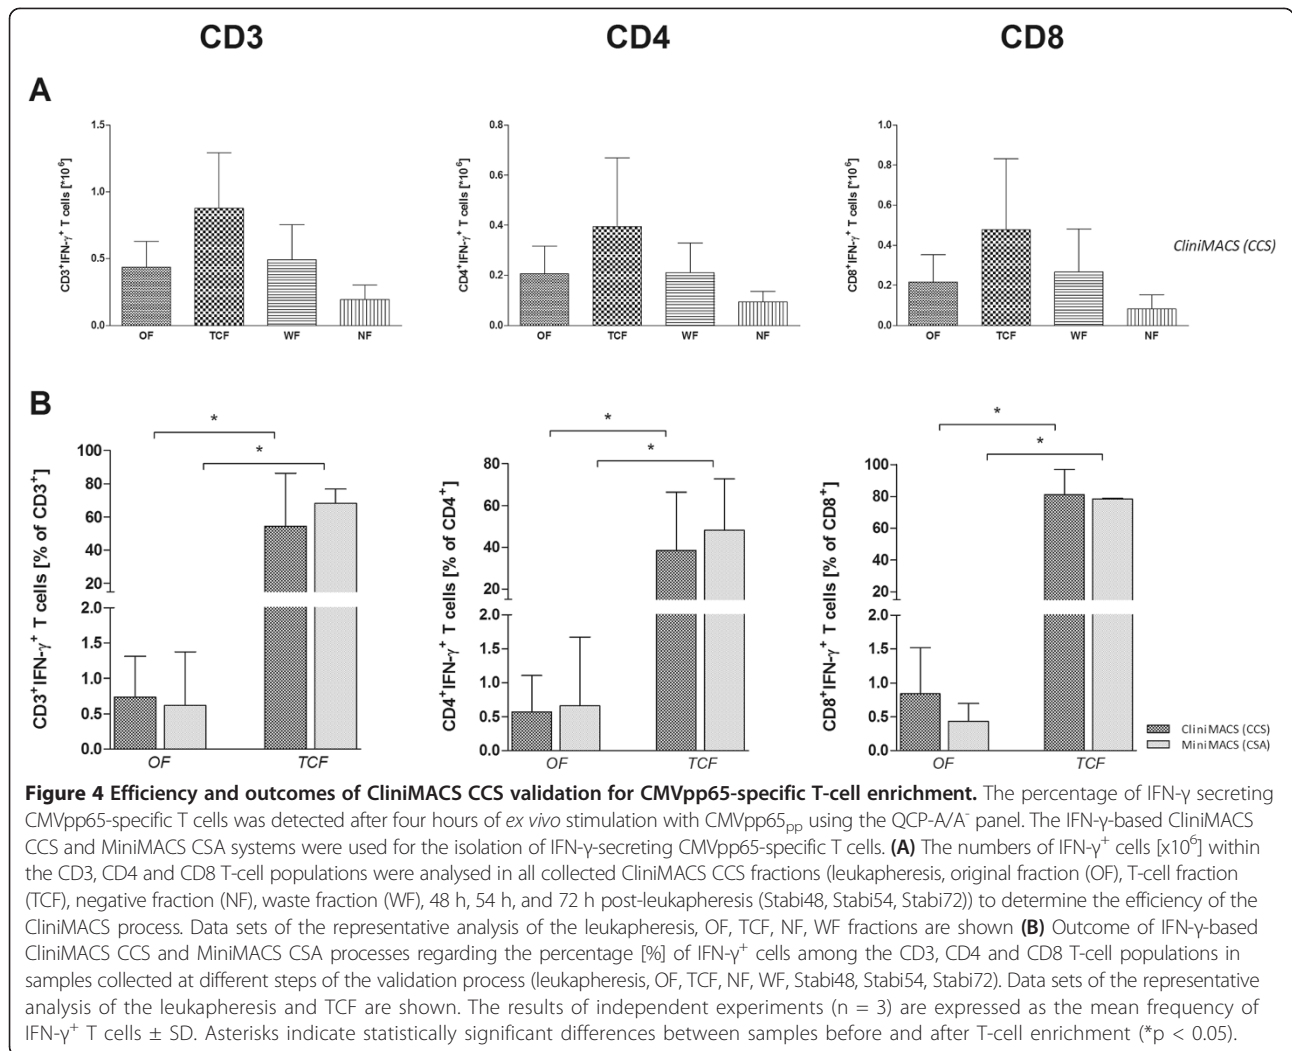 CD3 CD4 CD8
A
CD3⁺IFN-γ⁺ T cells [*10⁶]
1.5
1.0
0.5
0.0
OF TCF WF NF
CD4⁺IFN-γ⁺ T cells [*10⁶]
0.8
0.6
0.4
0.2
0.0
OF TCF WF NF
CD8⁺IFN-γ⁺ T cells [*10⁶]
1.0
0.8
0.6
0.4
0.2
0.0
OF TCF WF NF
CliniMACS (CCS)
B
CD3⁺IFN-γ⁺ T cells [% of CD3⁺]
* 
*
100
80
60
40
20
2.0
1.5
1.0
0.5
0.0
OF TCF
CD4⁺IFN-γ⁺ T cells [% of CD4⁺]
*
*
80
60
40
20
2.0
1.5
1.0
0.5
0.0
OF TCF
CD8⁺IFN-γ⁺ T cells [% of CD8⁺]
*
*
100
80
60
40
20
2.0
1.5
1.0
0.5
0.0
OF TCF
CliniMACS (CCS)
MiniMACS (CSA)
Figure 4 Efficiency and outcomes of CliniMACS CCS validation for CMVpp65-specific T-cell enrichment. The percentage of IFN-γ secreting
CMVpp65-specific T cells was detected after four hours of ex vivo stimulation with CMVpp65pp using the QCP-A/A⁻ panel. The IFN-γ-based CliniMACS
CCS and MiniMACS CSA systems were used for the isolation of IFN-γ-secreting CMVpp65-specific T cells. (A) The numbers of IFN-γ⁺ cells [x10⁶] within
the CD3, CD4 and CD8 T-cell populations were analysed in all collected CliniMACS CCS fractions (leukapheresis, original fraction (OF), T-cell fraction
(TCF), negative fraction (NF), waste fraction (WF), 48 h, 54 h, and 72 h post-leukapheresis (Stabi48, Stabi54, Stabi72)) to determine the efficiency of the
CliniMACS process. Data sets of the representative analysis of the leukapheresis, OF, TCF, NF, WF fractions are shown (B) Outcome of IFN-γ-based
CliniMACS CCS and MiniMACS CSA processes regarding the percentage [%] of IFN-γ⁺ cells among the CD3, CD4 and CD8 T-cell populations in
samples collected at different steps of the validation process (leukapheresis, OF, TCF, NF, WF, Stabi48, Stabi54, Stabi72). Data sets of the representative
analysis of the leukapheresis and TCF are shown. The results of independent experiments (n = 3) are expressed as the mean frequency of
IFN-γ⁺ T cells ± SD. Asterisks indicate statistically significant differences between samples before and after T-cell enrichment (*p < 0.05).